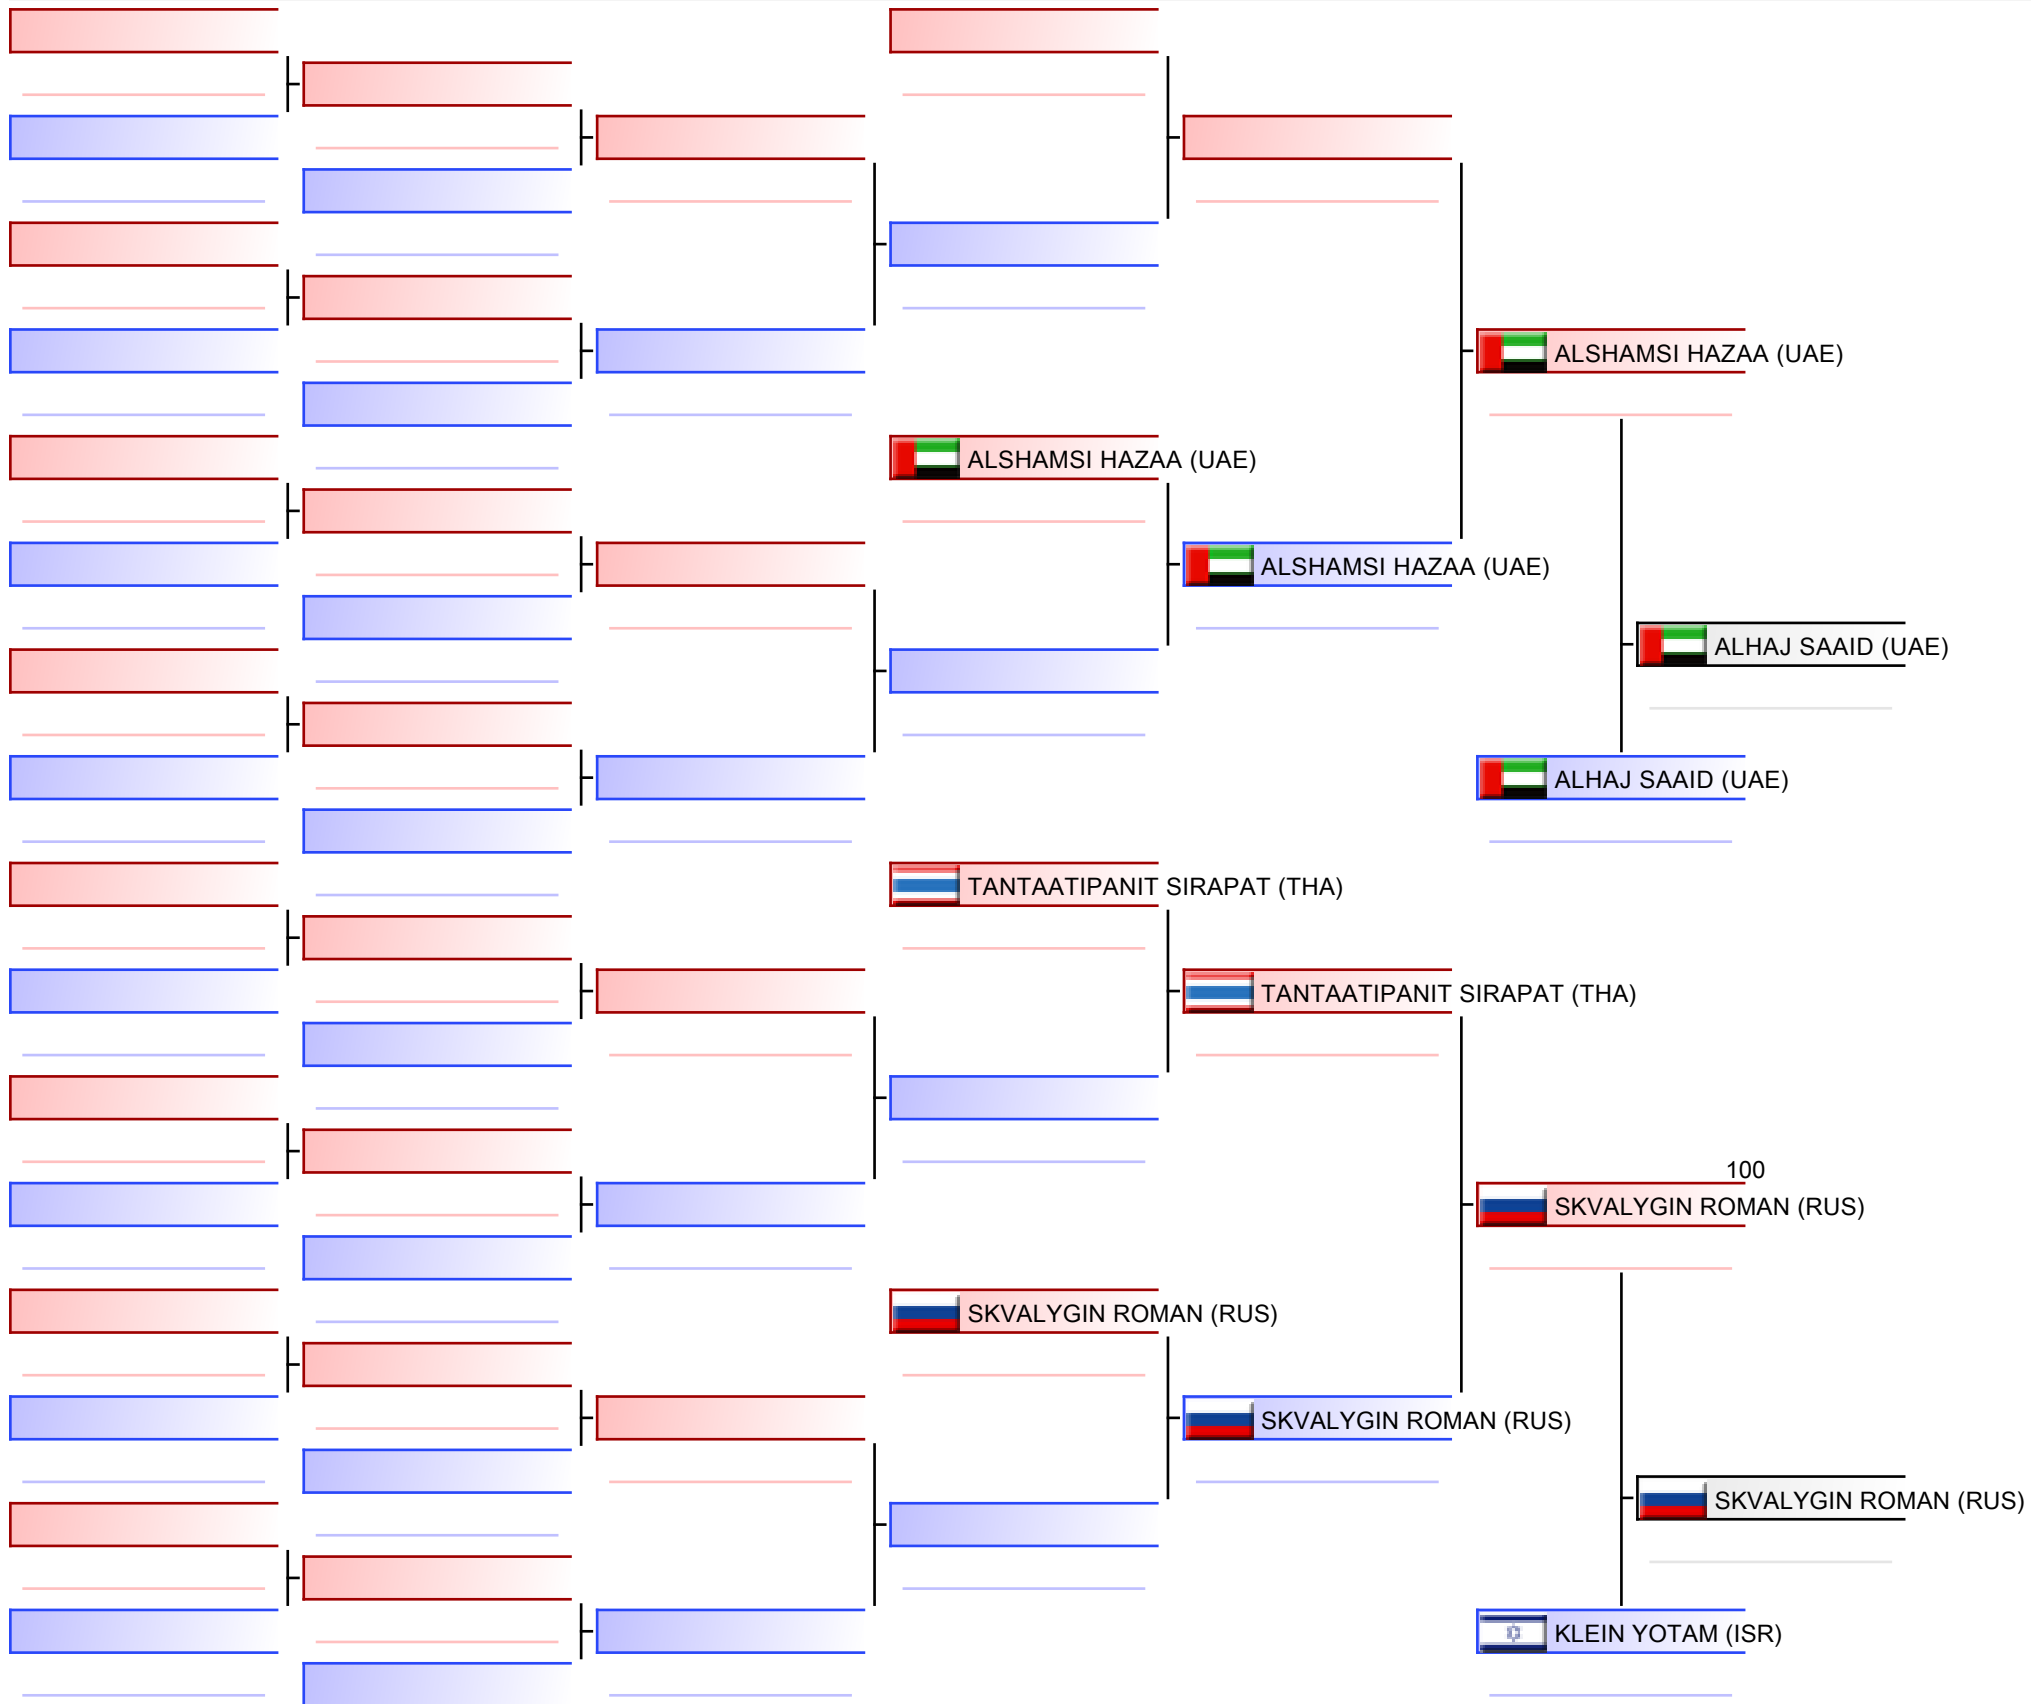 ALSHAMSI HAZAA (UAE)
ALSHAMSI HAZAA (UAE)
ALSHAMSI HAZAA (UAE)
ALHAJ SAAID (UAE)
ALHAJ SAAID (UAE)
TANTAATIPANIT SIRAPAT (THA)
TANTAATIPANIT SIRAPAT (THA)
100
SKVALYGIN ROMAN (RUS)
SKVALYGIN ROMAN (RUS)
SKVALYGIN ROMAN (RUS)
SKVALYGIN ROMAN (RUS)
KLEIN YOTAM (ISR)